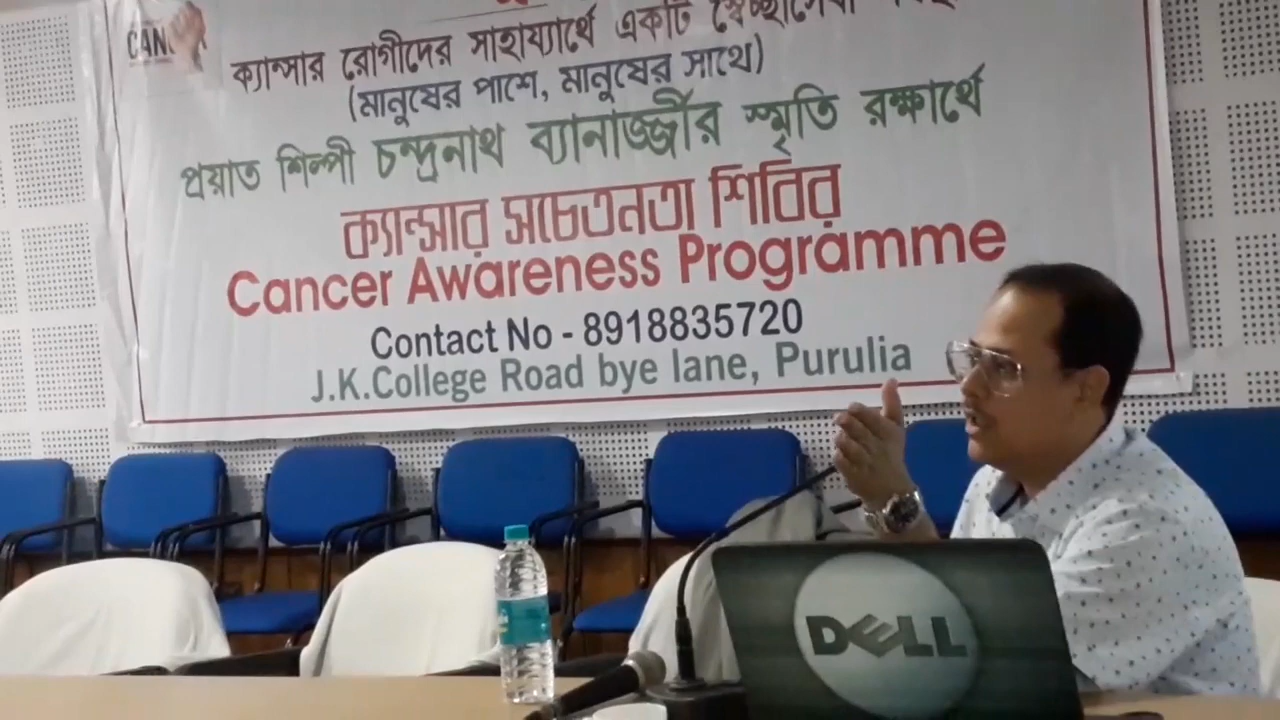 CAN
ক্যান্সার রোগীদের সাহায্যার্থে একটি স্বেচ্ছাসেবী
(মানুষের পাশে, মানুষের সাথে)
প্রয়াত শিল্পী চন্দ্রনাথ ব্যানার্জ্জীর স্মৃতি রক্ষার্থে
ক্যান্সার সচেতনতা শিবির
Cancer Awareness Programme
Contact No - 8918835720
J.K.College Road bye lane, Purulia
DELL